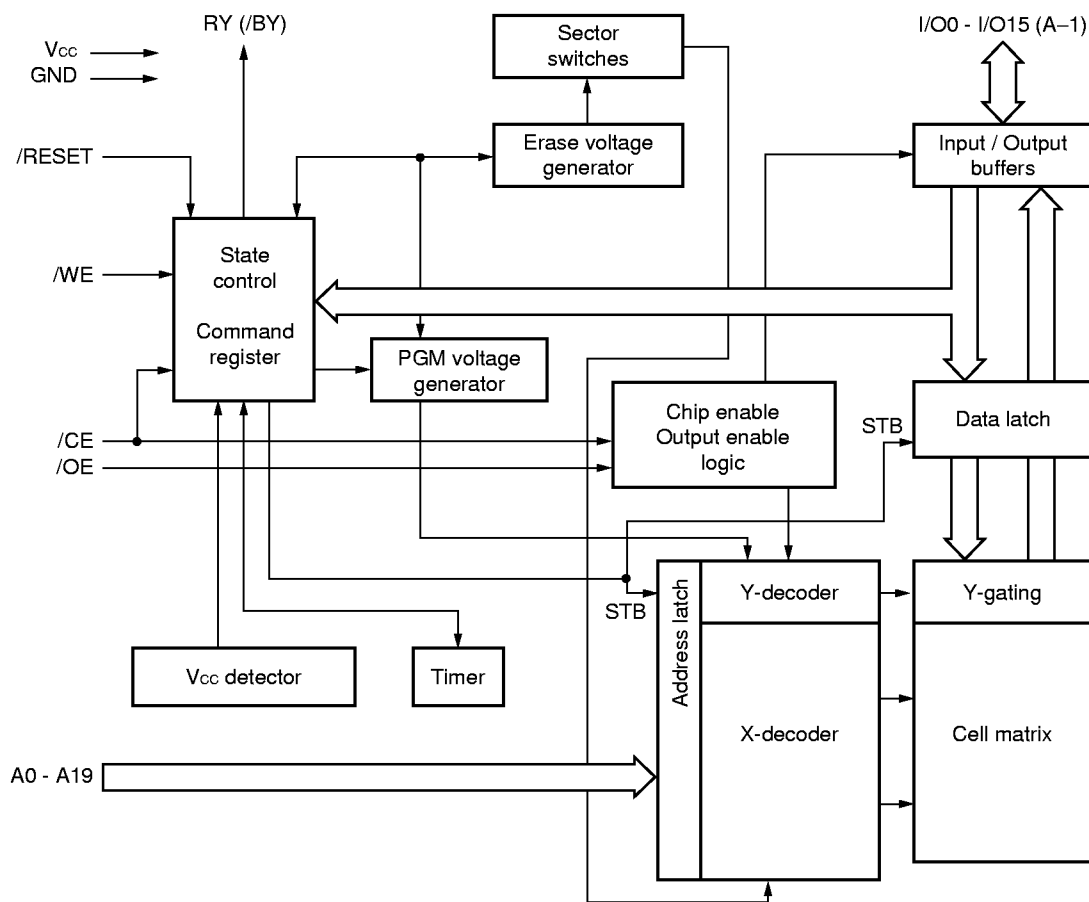 RY (/BY)
Sector
switches
I/O0 - I/O15 (A–1)
VCC
GND
Erase voltage
generator
Input / Output
buffers
/RESET
State
control
/WE
Command
register
PGM voltage
generator
Chip enable
Output enable
logic
STB
Data latch
/CE
/OE
STB
Address latch
Y-decoder
Y-gating
VCC detector
Timer
X-decoder
Cell matrix
A0 - A19